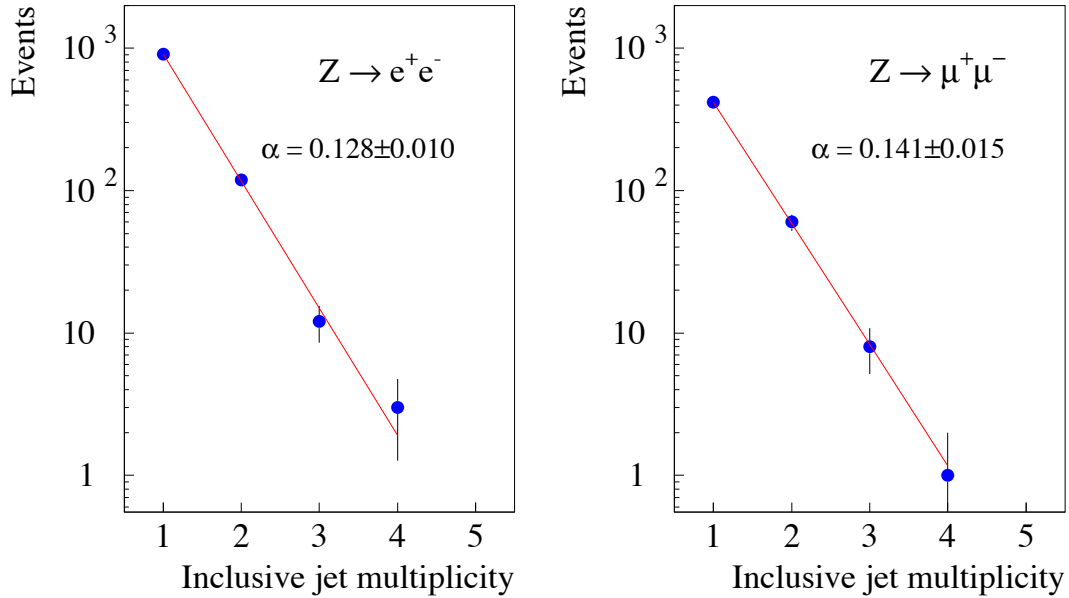 Events
10³
10²
10
1
Z → e⁺e⁻
α = 0.128±0.010
1 2 3 4 5
Inclusive jet multiplicity
Events
10³
10²
10
1
Z → μ⁺μ⁻
α = 0.141±0.015
1 2 3 4 5
Inclusive jet multiplicity